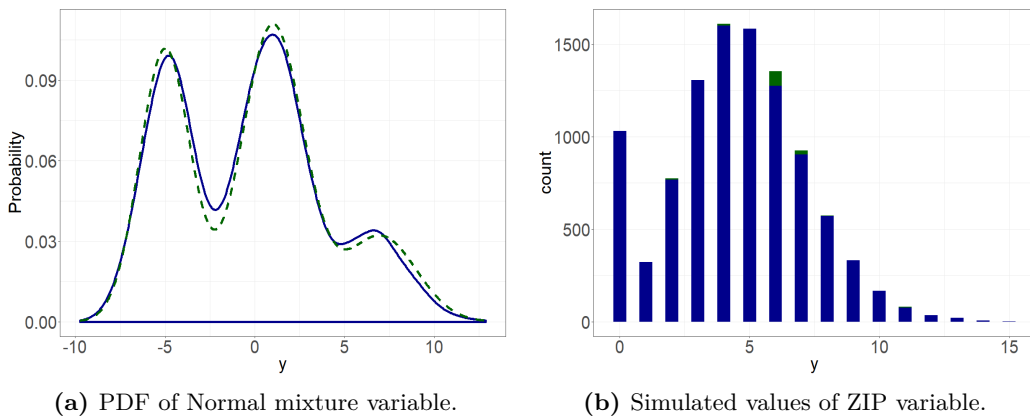 0.09
0.06
0.03
0.00
Probability
-10
-5
0
5
10
y
1500
1000
500
0
count
0
5
10
15
y
(a) PDF of Normal mixture variable.
(b) Simulated values of ZIP variable.